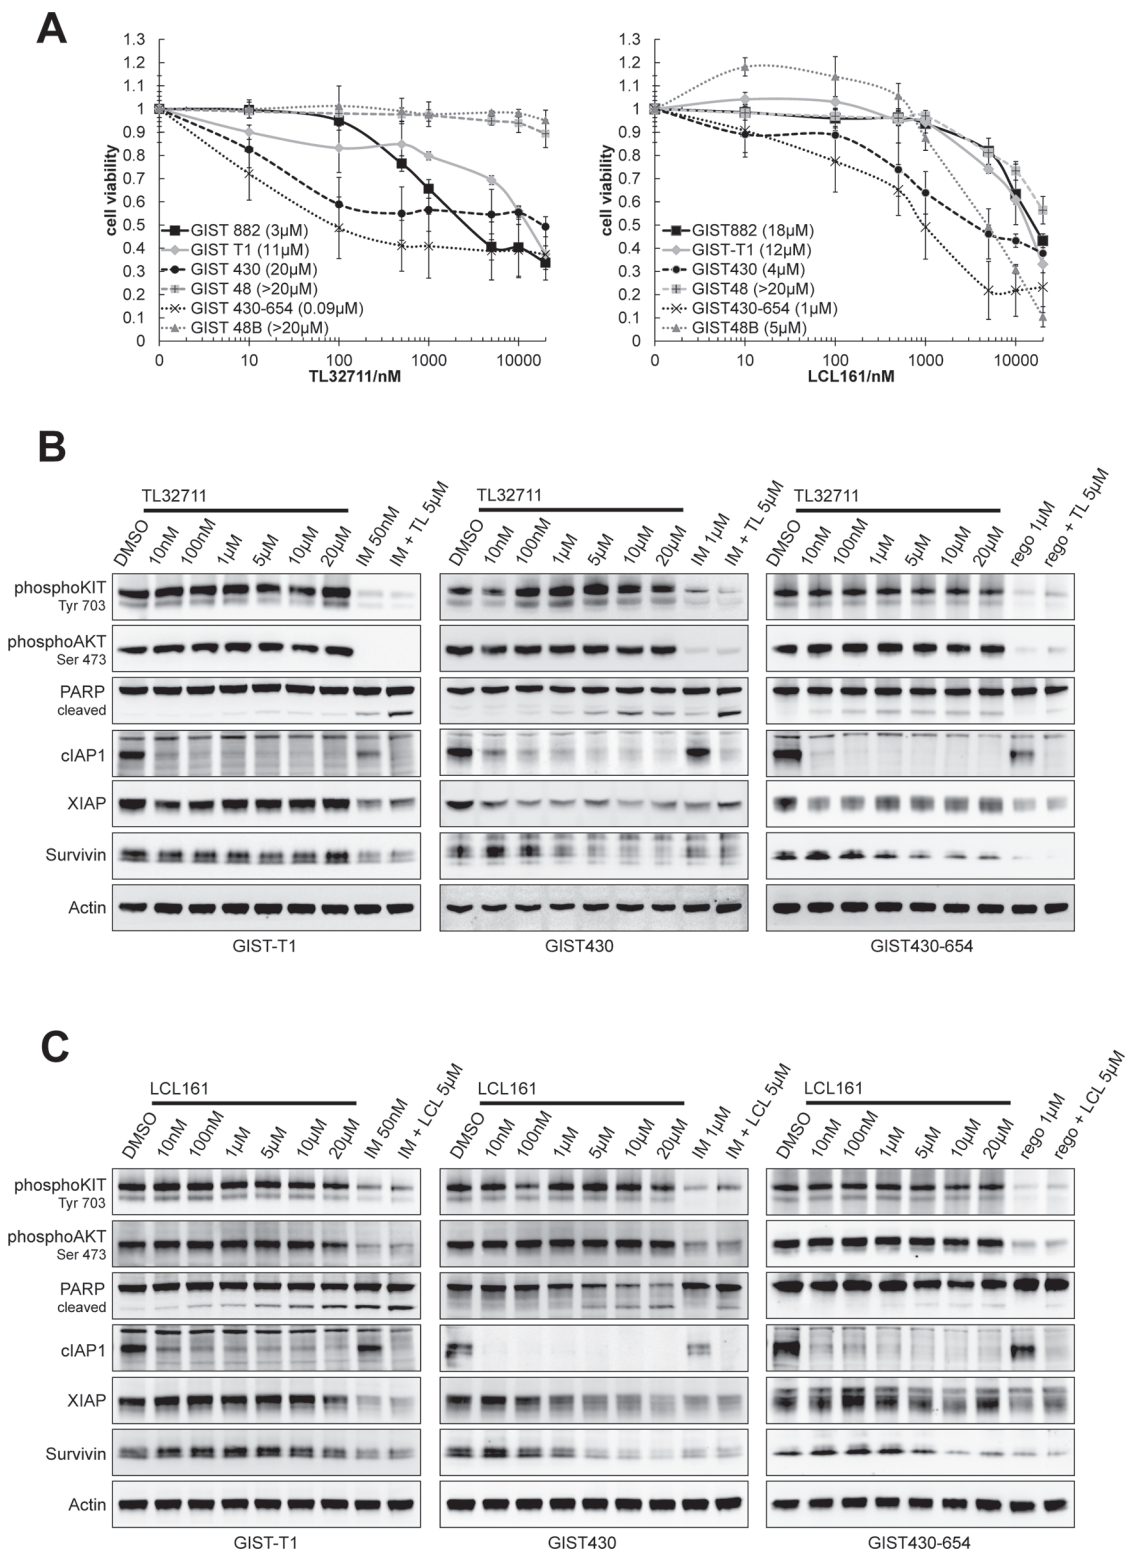 A
1.3
1.2
1.1
1
0.9
0.8
0.7
0.6
0.5
0.4
0.3
0.2
0.1
0
cell viability
GIST 882 (3µM)
GIST T1 (11µM)
GIST 430 (20µM)
GIST 48 (>20µM)
GIST 430-654 (0.09µM)
GIST 48B (>20µM)
0 10 100 1000 10000
TL32711/nM
1.3
1.2
1.1
1
0.9
0.8
0.7
0.6
0.5
0.4
0.3
0.2
0.1
0
cell viability
GIST882 (18µM)
GIST-T1 (12µM)
GIST430 (4µM)
GIST48 (>20µM)
GIST430-654 (1µM)
GIST48B (5µM)
0 10 100 1000 10000
LCL161/nM
B
TL32711 TL32711 TL32711
DMSO 10nM 100nM 1µM 5µM 10µM 20µM IM 50nM IM + TL 5µM
DMSO 10nM 100nM 1µM 5µM 10µM 20µM IM 1µM IM + TL 5µM
DMSO 10nM 100nM 1µM 5µM 10µM 20µM rego 1µM rego + TL 5µM
phosphoKIT
Tyr 703
phosphoAKT
Ser 473
PARP
cleaved
cIAP1
XIAP
Survivin
Actin
GIST-T1 GIST430 GIST430-654
C
LCL161 LCL161 LCL161
DMSO 10nM 100nM 1µM 5µM 10µM 20µM IM 50nM IM + LCL 5µM
DMSO 10nM 100nM 1µM 5µM 10µM 20µM IM 1µM IM + LCL 5µM
DMSO 10nM 100nM 1µM 5µM 10µM 20µM rego 1µM rego + LCL 5µM
phosphoKIT
Tyr 703
phosphoAKT
Ser 473
PARP
cleaved
cIAP1
XIAP
Survivin
Actin
GIST-T1 GIST430 GIST430-654